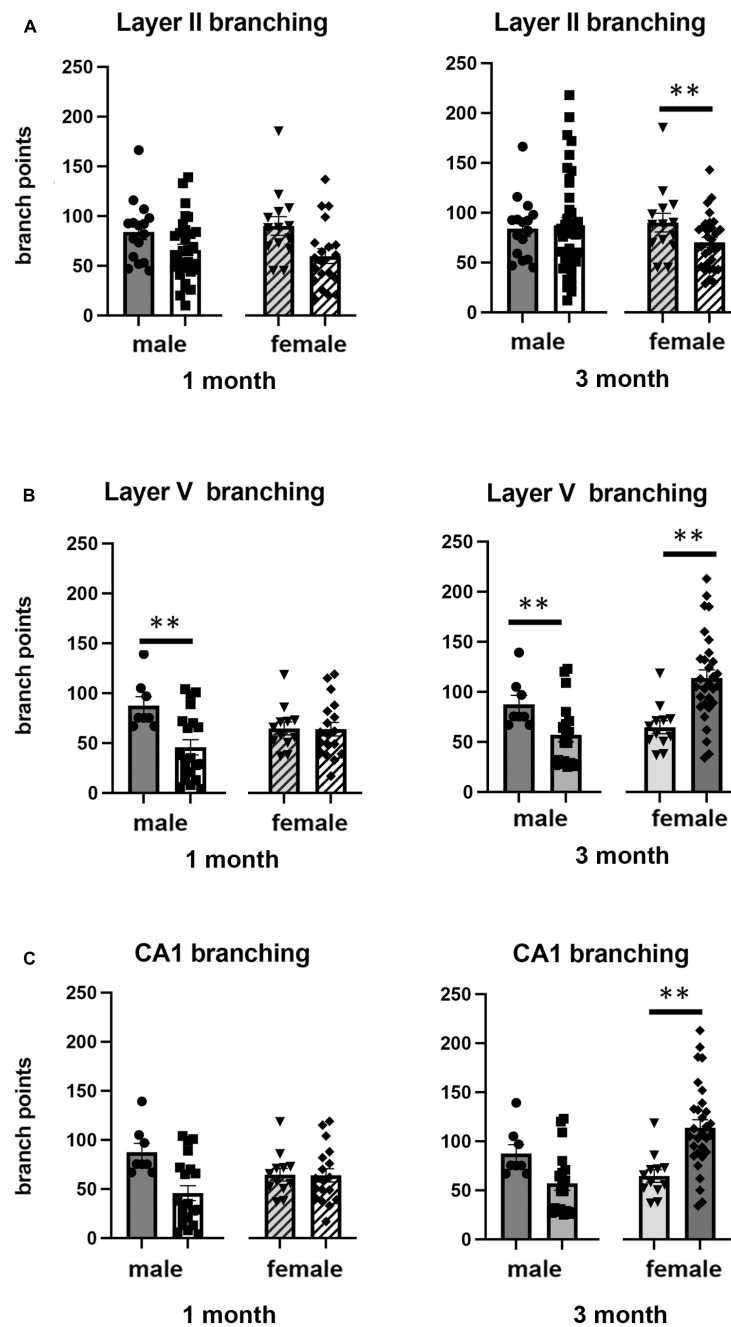 A
Layer II branching
Layer II branching
branch points
250
200
150
100
50
0
male
female
1 month
250
200
150
100
50
0
**
male
female
3 month
B
Layer V branching
Layer V branching
branch points
250
200
150
100
50
0
**
male
female
1 month
250
200
150
100
50
0
**
**
male
female
3 month
C
CA1 branching
CA1 branching
branch points
250
200
150
100
50
0
male
female
1 month
250
200
150
100
50
0
**
male
female
3 month